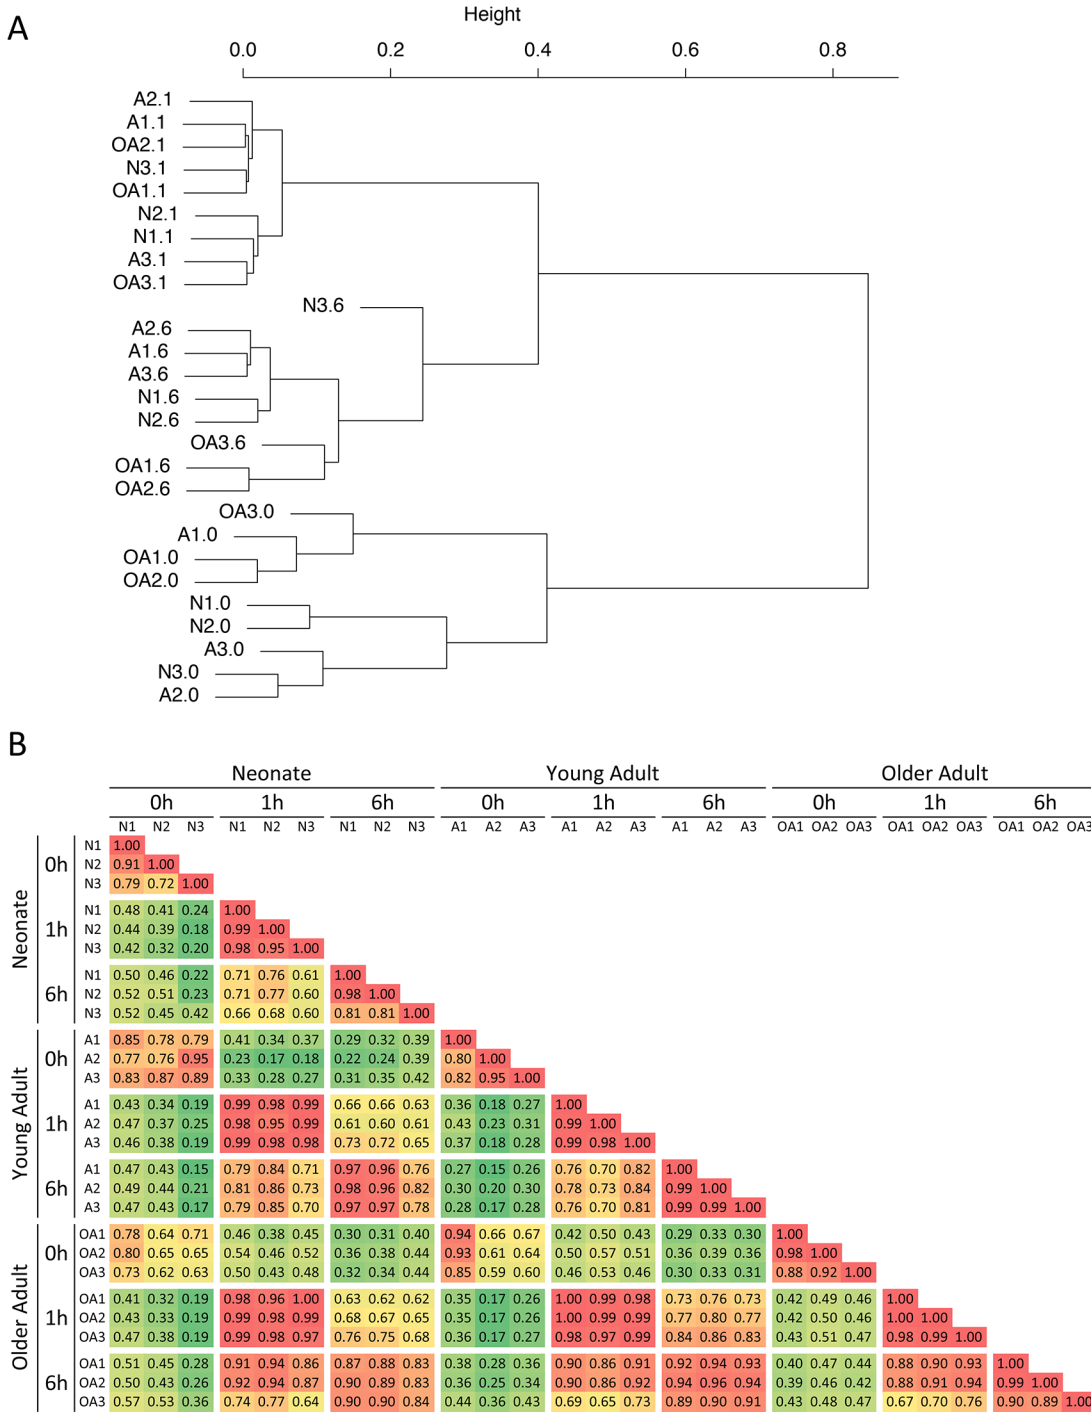 A
Height
0.0 0.2 0.4 0.6 0.8
A2.1
A1.1
OA2.1
N3.1
OA1.1
N2.1
N1.1
A3.1
OA3.1
N3.6
A2.6
A1.6
A3.6
N1.6
N2.6
OA3.6
OA1.6
OA2.6
OA3.0
A1.0
OA1.0
OA2.0
N1.0
N2.0
A3.0
N3.0
A2.0
B
Neonate Young Adult Older Adult
0h 1h 6h 0h 1h 6h 0h 1h 6h
N1 N2 N3 N1 N2 N3 N1 N2 N3 A1 A2 A3 A1 A2 A3 A1 A2 A3 OA1 OA2 OA3 OA1 OA2 OA3 OA1 OA2 OA3
Neonate
0h
N1 1.00
N2 0.91 1.00
N3 0.79 0.72 1.00
1h
N1 0.48 0.41 0.24 1.00
N2 0.44 0.39 0.18 0.99 1.00
N3 0.42 0.32 0.20 0.98 0.95 1.00
6h
N1 0.50 0.46 0.22 0.71 0.76 0.61 1.00
N2 0.52 0.51 0.23 0.71 0.77 0.60 0.98 1.00
N3 0.52 0.45 0.42 0.66 0.68 0.60 0.81 0.81 1.00
Young Adult
0h
A1 0.85 0.78 0.79 0.41 0.34 0.37 0.29 0.32 0.39 1.00
A2 0.77 0.76 0.95 0.23 0.17 0.18 0.22 0.24 0.39 0.80 1.00
A3 0.83 0.87 0.89 0.33 0.28 0.27 0.31 0.35 0.42 0.82 0.95 1.00
1h
A1 0.43 0.34 0.19 0.99 0.98 0.99 0.66 0.66 0.63 0.36 0.18 0.27 1.00
A2 0.47 0.37 0.25 0.98 0.95 0.99 0.61 0.60 0.61 0.43 0.23 0.31 0.99 1.00
A3 0.46 0.38 0.19 0.99 0.98 0.98 0.73 0.72 0.65 0.37 0.18 0.28 0.99 0.98 1.00
6h
A1 0.47 0.43 0.15 0.79 0.84 0.71 0.97 0.96 0.76 0.27 0.15 0.26 0.76 0.70 0.82 1.00
A2 0.49 0.44 0.21 0.81 0.86 0.73 0.98 0.96 0.82 0.30 0.20 0.30 0.78 0.73 0.84 0.99 1.00
A3 0.47 0.43 0.17 0.79 0.85 0.70 0.97 0.97 0.78 0.28 0.17 0.28 0.76 0.70 0.81 0.99 0.99 1.00
Older Adult
0h
OA1 0.78 0.64 0.71 0.46 0.38 0.45 0.30 0.31 0.40 0.94 0.66 0.67 0.42 0.50 0.43 0.29 0.33 0.30 1.00
OA2 0.80 0.65 0.65 0.54 0.46 0.52 0.36 0.38 0.44 0.93 0.61 0.64 0.50 0.57 0.51 0.36 0.39 0.36 0.98 1.00
OA3 0.73 0.62 0.63 0.50 0.43 0.48 0.32 0.34 0.44 0.85 0.59 0.60 0.46 0.53 0.46 0.30 0.33 0.31 0.88 0.92 1.00
1h
OA1 0.41 0.32 0.19 0.98 0.96 1.00 0.63 0.62 0.62 0.35 0.17 0.26 1.00 0.99 0.98 0.73 0.76 0.73 0.42 0.49 0.46 1.00
OA2 0.43 0.33 0.19 0.99 0.98 0.99 0.68 0.67 0.65 0.35 0.17 0.26 1.00 0.99 0.99 0.77 0.80 0.77 0.42 0.50 0.46 1.00 1.00
OA3 0.47 0.38 0.19 0.99 0.98 0.97 0.76 0.75 0.68 0.36 0.17 0.27 0.98 0.97 0.99 0.84 0.86 0.83 0.43 0.51 0.47 0.98 0.99 1.00
6h
OA1 0.51 0.45 0.28 0.91 0.94 0.86 0.87 0.88 0.83 0.38 0.28 0.36 0.90 0.86 0.91 0.92 0.94 0.93 0.40 0.47 0.44 0.88 0.90 0.93 1.00
OA2 0.50 0.43 0.26 0.92 0.94 0.87 0.90 0.89 0.83 0.36 0.25 0.34 0.90 0.86 0.92 0.94 0.96 0.94 0.39 0.46 0.42 0.88 0.91 0.94 0.99 1.00
OA3 0.57 0.53 0.36 0.74 0.77 0.64 0.90 0.90 0.84 0.44 0.36 0.43 0.69 0.65 0.73 0.89 0.90 0.91 0.43 0.48 0.47 0.67 0.70 0.76 0.90 0.89 1.00